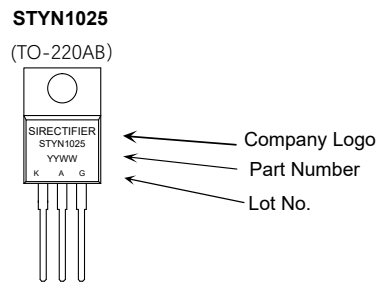 STYN1025
(TO-220AB)
SIRECTIFIER
STYN1025
YYWW
K A G
Company Logo
Part Number
Lot No.